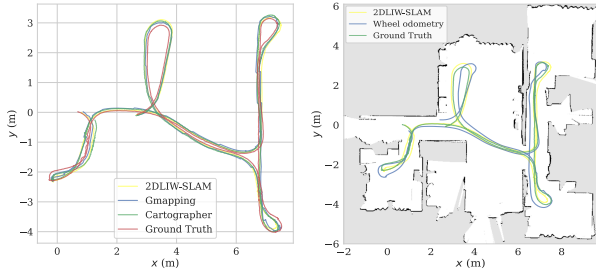 3
2
1
0
−1
−2
−3
−4
y (m)
0
2
4
6
x (m)
2DLIW-SLAM
Gmapping
Cartographer
Ground Truth
6
4
2
0
−2
−4
−6
y (m)
−2
0
2
4
6
8
x (m)
2DLIW-SLAM
Wheel odometry
Ground Truth